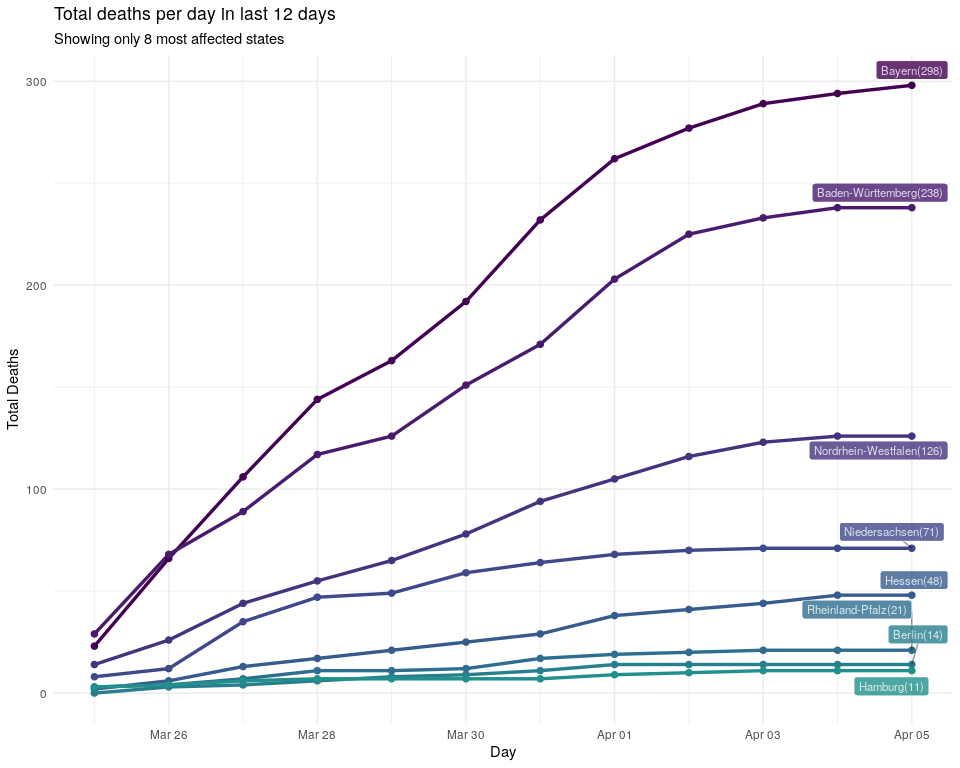 Total deaths per day in last 12 days
Showing only 8 most affected states
Total Deaths
300
200
100
0
Bayern(298)
Baden-Württemberg(238)
Nordrhein-Westfalen(126)
Niedersachsen(71)
Hessen(48)
Rheinland-Pfalz(21)
Berlin(14)
Hamburg(11)
Mar 26
Mar 28
Mar 30
Apr 01
Apr 03
Apr 05
Day